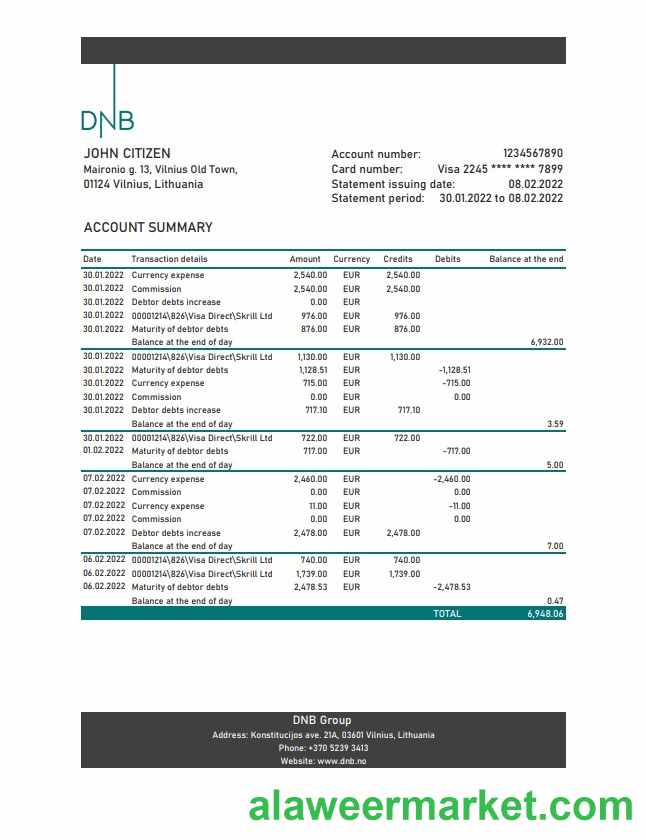 DNB
JOHN CITIZEN
Maironio g. 13, Vilnius Old Town,
01124 Vilnius, Lithuania
Account number: 1234567890
Card number: Visa 2245 **** **** 7899
Statement issuing date: 08.02.2022
Statement period: 30.01.2022 to 08.02.2022
ACCOUNT SUMMARY
Date Transaction details Amount Currency Credits Debits Balance at the end
30.01.2022 Currency expense 2,540.00 EUR 2,540.00
30.01.2022 Commission 2,540.00 EUR 2,540.00
30.01.2022 Debtor debts increase 0.00 EUR
30.01.2022 00001214\826\Visa Direct\Skrill Ltd 976.00 EUR 976.00
30.01.2022 Maturity of debtor debts 876.00 EUR 876.00
Balance at the end of day 6,932.00
30.01.2022 00001214\826\Visa Direct\Skrill Ltd 1,130.00 EUR 1,130.00
30.01.2022 Maturity of debtor debts 1,128.51 EUR -1,128.51
30.01.2022 Currency expense 715.00 EUR -715.00
30.01.2022 Commission 0.00 EUR 0.00
30.01.2022 Debtor debts increase 717.10 EUR 717.10
Balance at the end of day 3.59
30.01.2022 00001214\826\Visa Direct\Skrill Ltd 722.00 EUR 722.00
01.02.2022 Maturity of debtor debts 717.00 EUR -717.00
Balance at the end of day 5.00
07.02.2022 Currency expense 2,460.00 EUR -2,460.00
07.02.2022 Commission 0.00 EUR 0.00
07.02.2022 Currency expense 11.00 EUR -11.00
07.02.2022 Commission 0.00 EUR 0.00
07.02.2022 Debtor debts increase 2,478.00 EUR 2,478.00
Balance at the end of day 7.00
06.02.2022 00001214\826\Visa Direct\Skrill Ltd 740.00 EUR 740.00
06.02.2022 00001214\826\Visa Direct\Skrill Ltd 1,739.00 EUR 1,739.00
06.02.2022 Maturity of debtor debts 2,478.53 EUR -2,478.53
Balance at the end of day 0.47
TOTAL 6,948.06
DNB Group
Address: Konstitucijos ave. 21A, 03601 Vilnius, Lithuania
Phone: +370 5239 3413
Website: www.dnb.no
alaweermarket.com